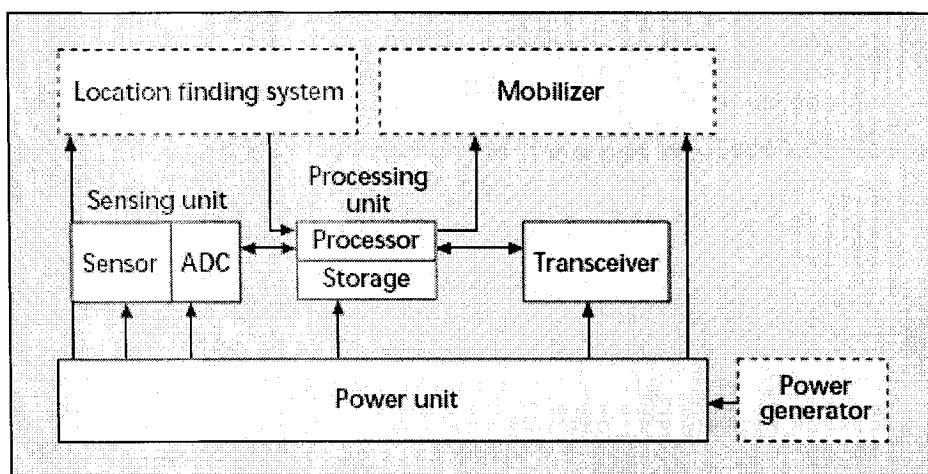 Location finding system
Mobilizer
Sensing unit
Processing
unit
Sensor
ADC
Processor
Storage
Transceiver
Power unit
Power
generator